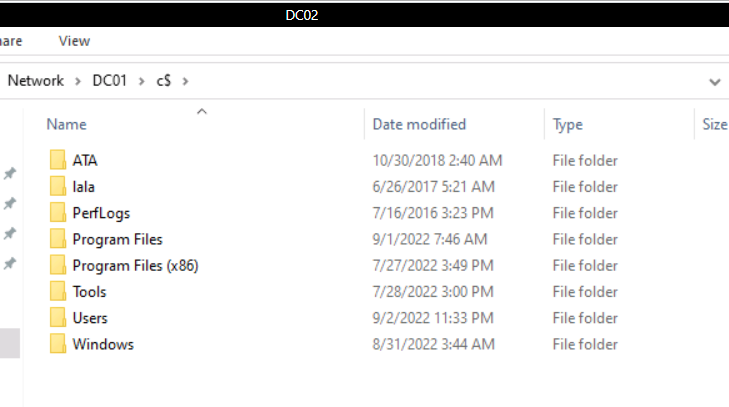 DC02
are View
Network > DC01 > c$ >
Name Date modified Type Size
ATA 10/30/2018 2:40 AM File folder
lala 6/26/2017 5:21 AM File folder
PerfLogs 7/16/2016 3:23 PM File folder
Program Files 9/1/2022 7:46 AM File folder
Program Files (x86) 7/27/2022 3:49 PM File folder
Tools 7/28/2022 3:00 PM File folder
Users 9/2/2022 11:33 PM File folder
Windows 8/31/2022 3:44 AM File folder